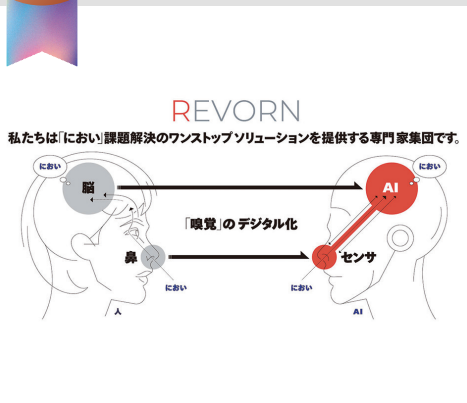 REVORN
私たちは「におい」課題解決のワンストップソリューションを提供する専門家集団です。
におい
におい
脳
AI
「嗅覚」のデジタル化
鼻
センサ
におい
におい
人
AI